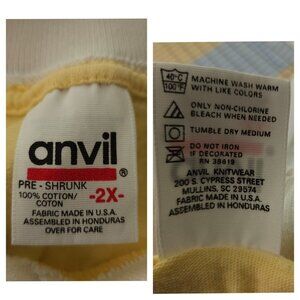 anvil
®
PRE - SHRUNK
100% COTTON/
COTON
-2X-
FABRIC MADE IN U.S.A.
ASSEMBLED IN HONDURAS
OVER FOR CARE
40°C
100°F
MACHINE WASH WARM
WITH LIKE COLORS
ONLY NON-CHLORINE
BLEACH WHEN NEEDED
TUMBLE DRY MEDIUM
DO NOT IRON
IF DECORATED
RN 38619
ANVIL KNITWEAR
200 S. CYPRESS STREET
MULLINS, SC 29574
FABRIC MADE IN U.S.A.
ASSEMBLED IN HONDURAS